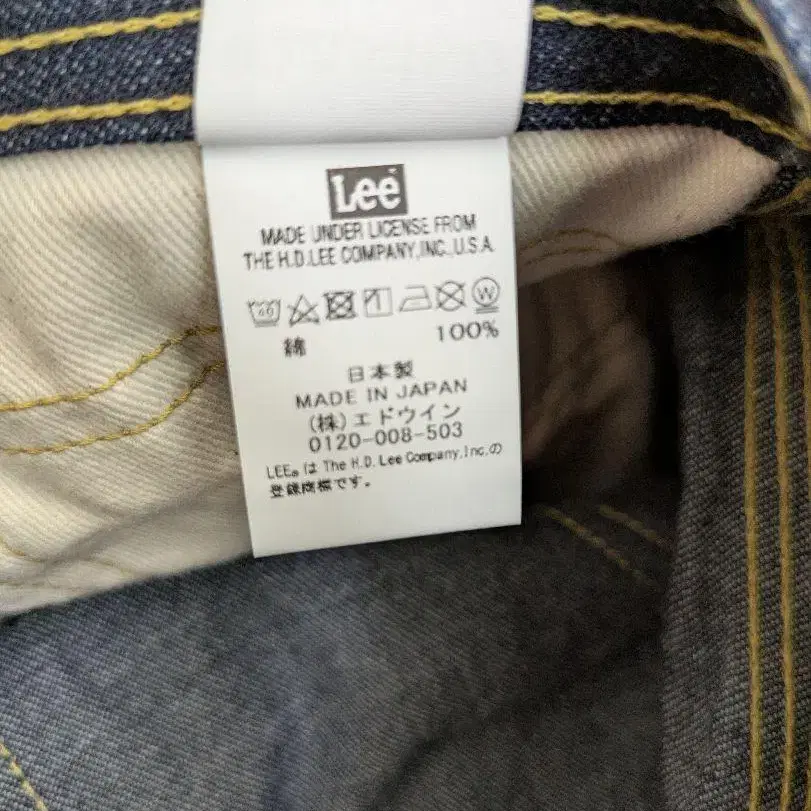 Lee
MADE UNDER LICENSE FROM
THE H.D.LEE COMPANY,INC.,U.S.A.
40
W
綿 100%
日本製
MADE IN JAPAN
(株)エドウイン
0120-008-503
LEE®は The H.D. Lee Company,Inc.の
登録商標です。